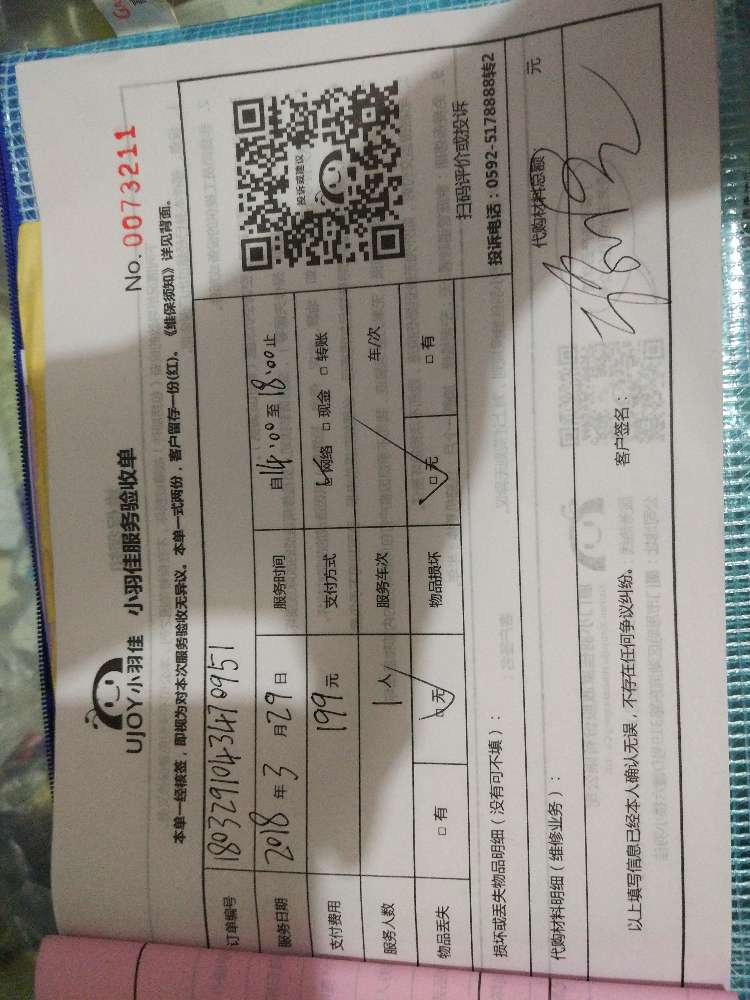 No. 0073211
UJOY小羽佳 小羽佳服务验收单
本单一经核签，即视为对本次服务验收无异议。本单一式两份，客户留存一份(红)。《维保须知》详见背面。
订单编号 1803291043470951
服务日期 2018 年 3 月 29 日 服务时间 自 14:00 至 18:00 止
支付费用 199 元 支付方式 ☑网络 □现金 □转账
服务人数 1 人 服务车次 车/次
物品丢失 □有 ☑无 物品损坏 ☑无 □有
投诉或建议
扫码评价或投诉
投诉电话：0592-5178888转2
损坏或丢失物品明细（没有可不填）：
代购材料明细（维修业务）： 代购材料总额 元
以上填写信息已经本人确认无误，不存在任何争议纠纷。 客户签名：